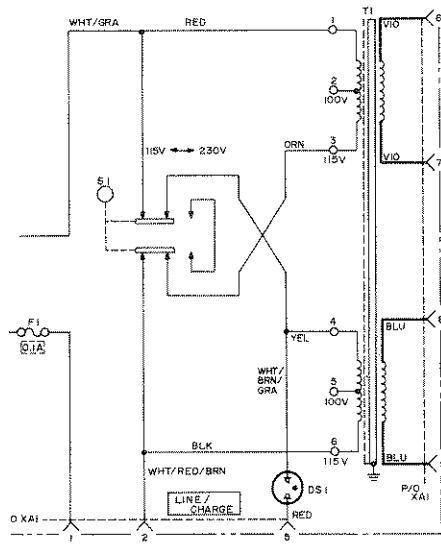 WHT/GRA
RED
1
T1
VIO
6
2
100V
ORN
3
115V
VIO
7
115V 230V
S1
F1
0.1A
4
YEL
BLU
8
WHT/
BRN/
GRA
5
100V
BLK
6
115V
BLU
WHT/RED/BRN
LINE/
CHARGE
DS1
RED
P/O
XA1
O XA1
1
2
5